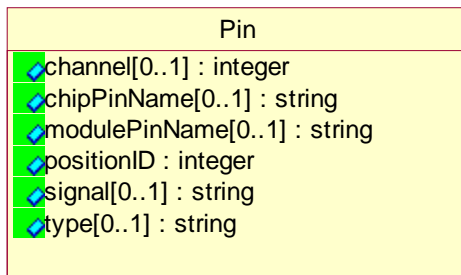 Pin
channel[0..1] : integer
chipPinName[0..1] : string
modulePinName[0..1] : string
positionID : integer
signal[0..1] : string
type[0..1] : string